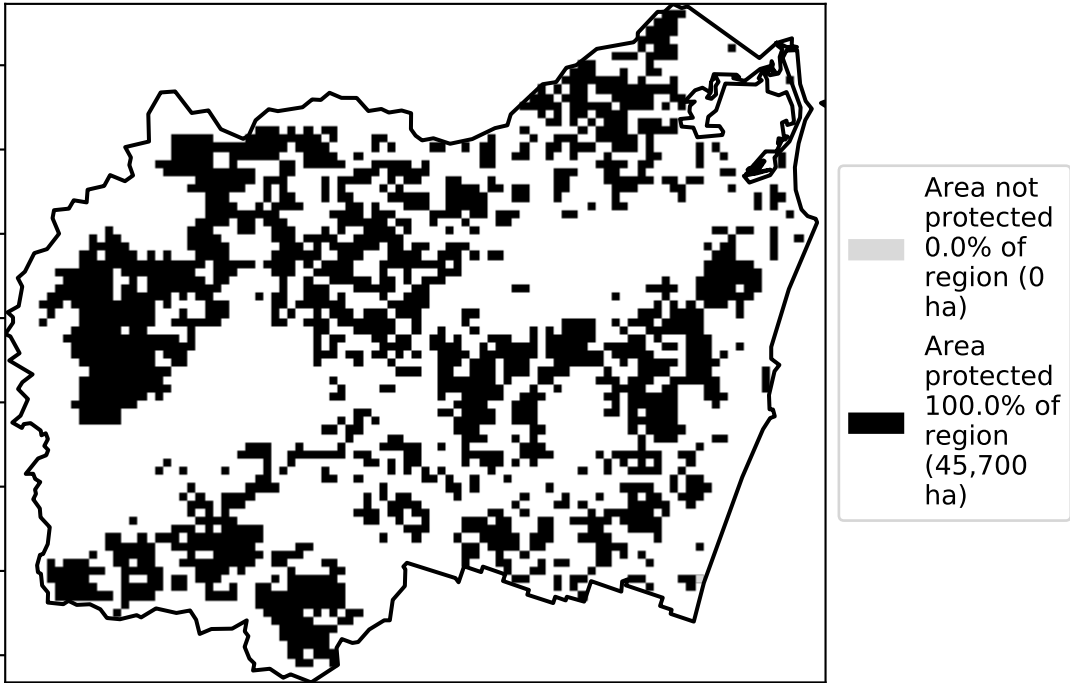 Area not
protected
0.0% of
region (0
ha)
Area
protected
100.0% of
region
(45,700
ha)